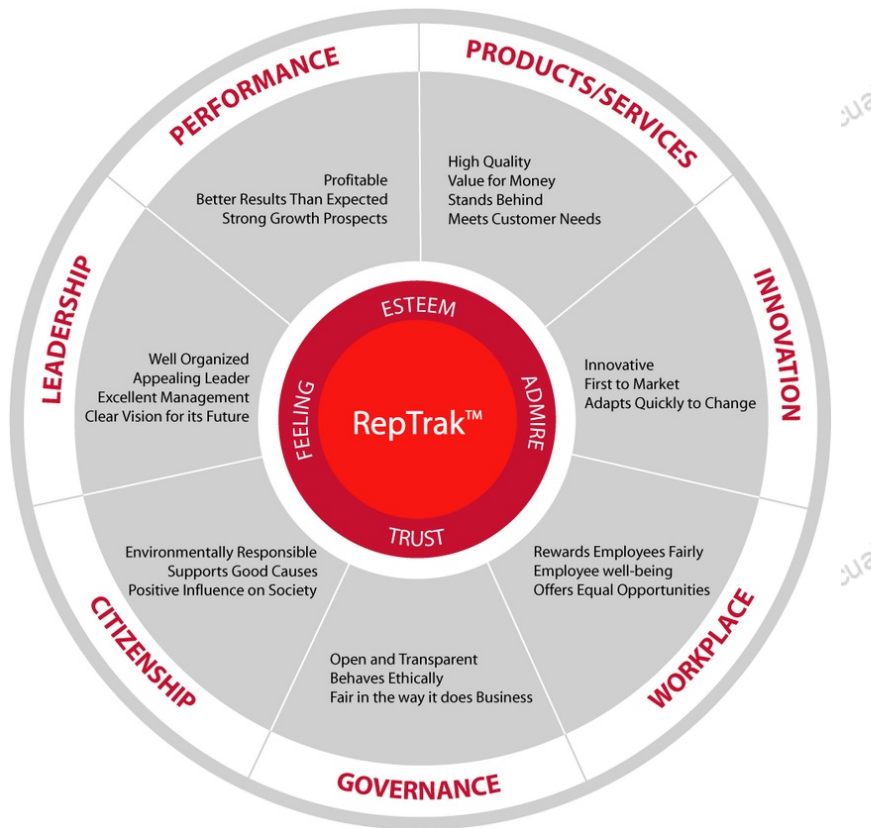 PERFORMANCE
Profitable
Better Results Than Expected
Strong Growth Prospects
PRODUCTS/SERVICES
High Quality
Value for Money
Stands Behind
Meets Customer Needs
INNOVATION
Innovative
First to Market
Adapts Quickly to Change
WORKPLACE
Rewards Employees Fairly
Employee well-being
Offers Equal Opportunities
GOVERNANCE
Open and Transparent
Behaves Ethically
Fair in the way it does Business
CITIZENSHIP
Environmentally Responsible
Supports Good Causes
Positive Influence on Society
LEADERSHIP
Well Organized
Appealing Leader
Excellent Management
Clear Vision for its Future
ESTEEM
ADMIRE
TRUST
FEELING
RepTrak™